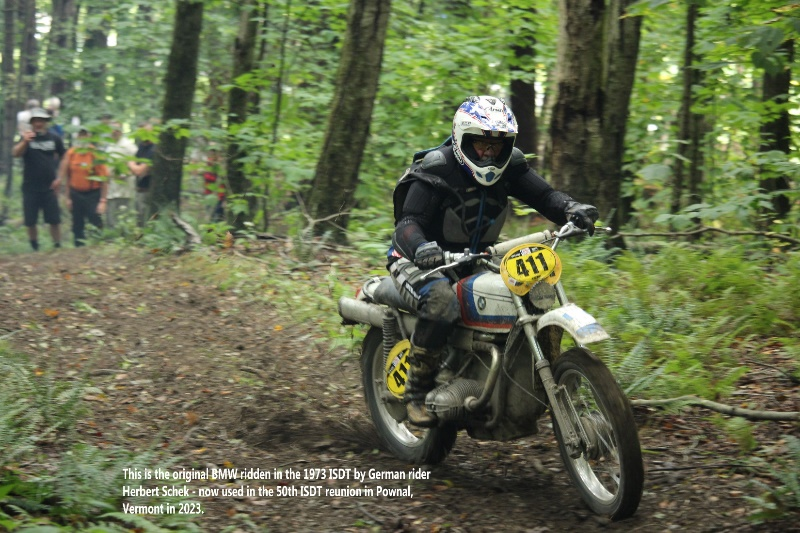 411
411
This is the original BMW ridden in the 1973 ISDT by German rider
Herbert Schek - now used in the 50th ISDT reunion in Pownal,
Vermont in 2023.